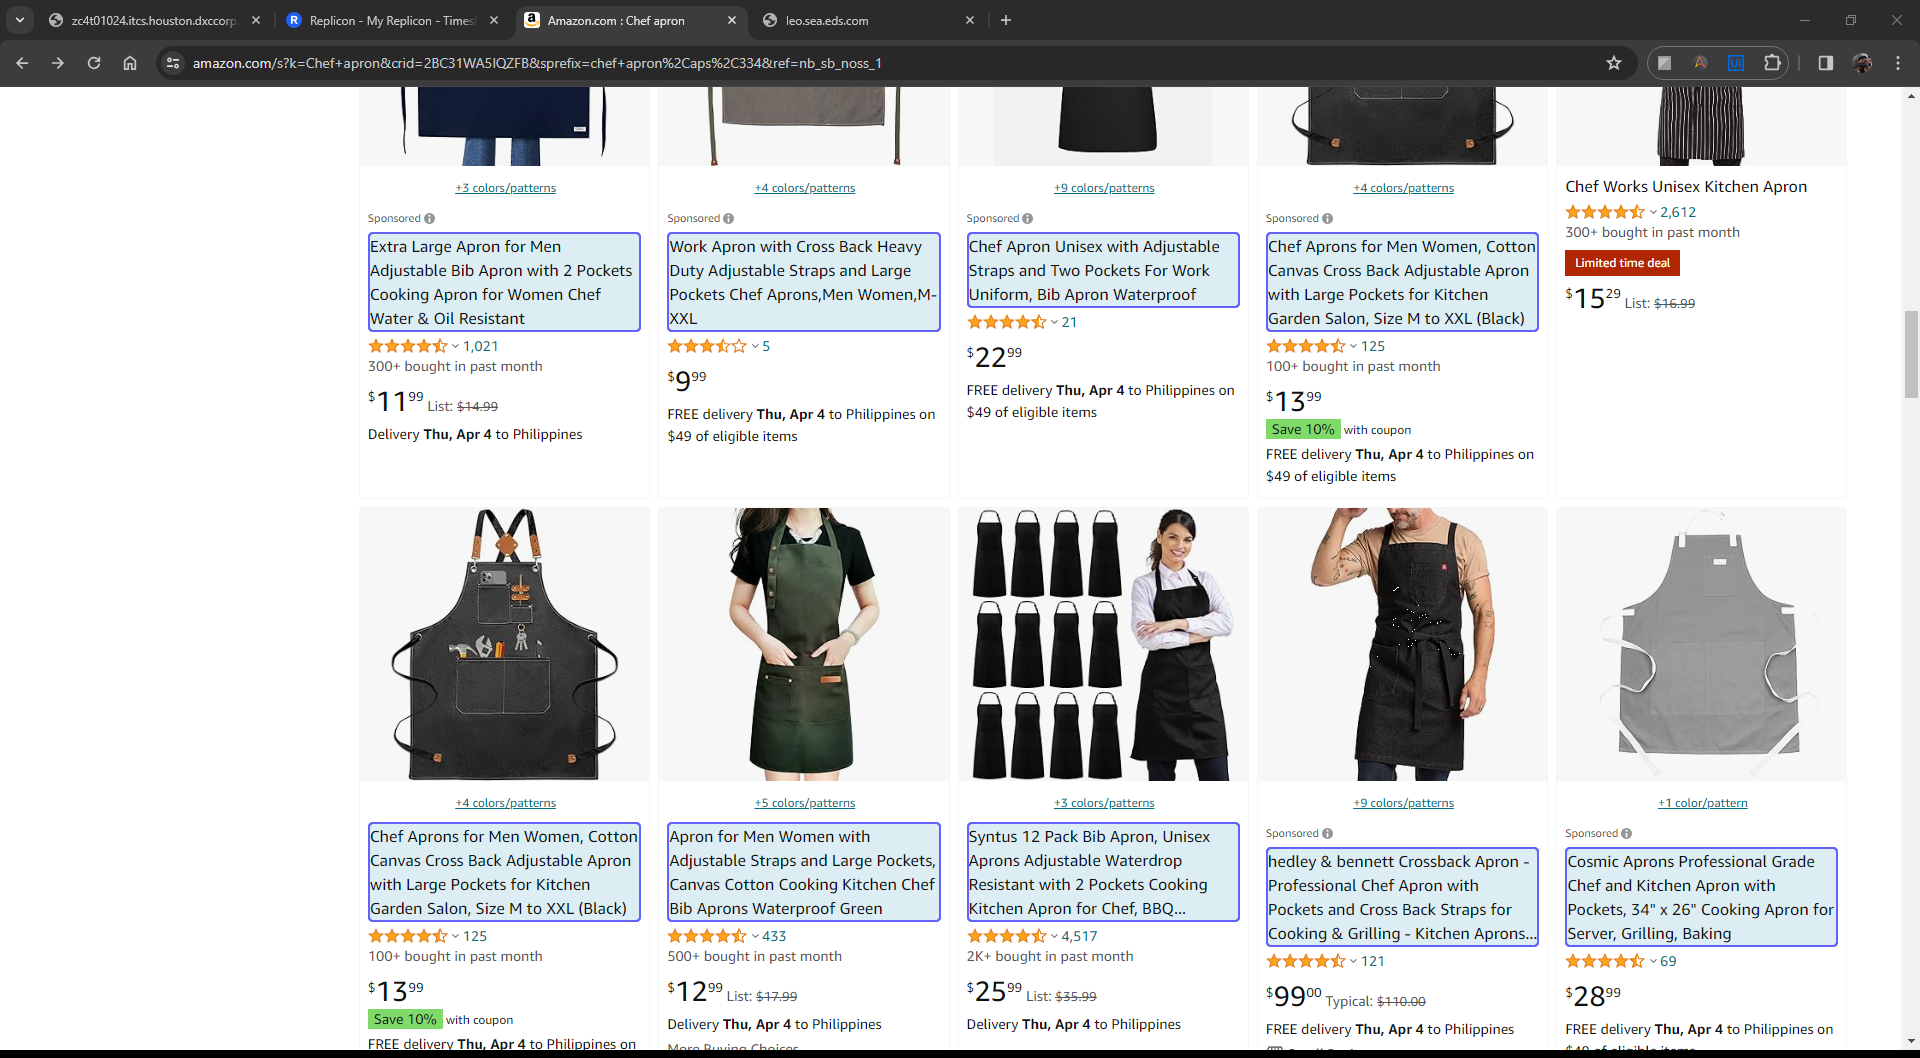 zc4t01024.itcs.houston.dxccorp.
Replicon - My Replicon - Times
Amazon.com : Chef apron
leo.sea.eds.com
amazon.com/s?k=Chef+apron&crid=2BC31WA5IQZFB&sprefix=chef+apron%2Caps%2C334&ref=nb_sb_noss_1
+3 colors/patterns
Sponsored
Extra Large Apron for Men
Adjustable Bib Apron with 2 Pockets
Cooking Apron for Women Chef
Water & Oil Resistant
1,021
300+ bought in past month
$11.99 List: $14.99
Delivery Thu, Apr 4 to Philippines
+4 colors/patterns
Sponsored
Work Apron with Cross Back Heavy
Duty Adjustable Straps and Large
Pockets Chef Aprons,Men Women,M-
XXL
5
$9.99
FREE delivery Thu, Apr 4 to Philippines on
$49 of eligible items
+9 colors/patterns
Sponsored
Chef Apron Unisex with Adjustable
Straps and Two Pockets For Work
Uniform, Bib Apron Waterproof
21
$22.99
FREE delivery Thu, Apr 4 to Philippines on
$49 of eligible items
+4 colors/patterns
Sponsored
Chef Aprons for Men Women, Cotton
Canvas Cross Back Adjustable Apron
with Large Pockets for Kitchen
Garden Salon, Size M to XXL (Black)
125
100+ bought in past month
$13.99
Save 10% with coupon
FREE delivery Thu, Apr 4 to Philippines on
$49 of eligible items
Chef Works Unisex Kitchen Apron
2,612
300+ bought in past month
Limited time deal
$15.29 List: $16.99
+4 colors/patterns
Chef Aprons for Men Women, Cotton
Canvas Cross Back Adjustable Apron
with Large Pockets for Kitchen
Garden Salon, Size M to XXL (Black)
125
100+ bought in past month
$13.99
Save 10% with coupon
FREE delivery Thu, Apr 4 to Philippines on
+5 colors/patterns
Apron for Men Women with
Adjustable Straps and Large Pockets,
Canvas Cotton Cooking Kitchen Chef
Bib Aprons Waterproof Green
433
500+ bought in past month
$12.99 List: $17.99
Delivery Thu, Apr 4 to Philippines
More Buying Choices
+3 colors/patterns
Syntus 12 Pack Bib Apron, Unisex
Aprons Adjustable Waterdrop
Resistant with 2 Pockets Cooking
Kitchen Apron for Chef, BBQ...
4,517
2K+ bought in past month
$25.99 List: $35.99
Delivery Thu, Apr 4 to Philippines
+9 colors/patterns
Sponsored
hedley & bennett Crossback Apron -
Professional Chef Apron with
Pockets and Cross Back Straps for
Cooking & Grilling - Kitchen Aprons...
121
$99.00 Typical: $110.00
FREE delivery Thu, Apr 4 to Philippines
+1 color/pattern
Sponsored
Cosmic Aprons Professional Grade
Chef and Kitchen Apron with
Pockets, 34" x 26" Cooking Apron for
Server, Grilling, Baking
69
$28.99
FREE delivery Thu, Apr 4 to Philippines on
$49 of eligible items